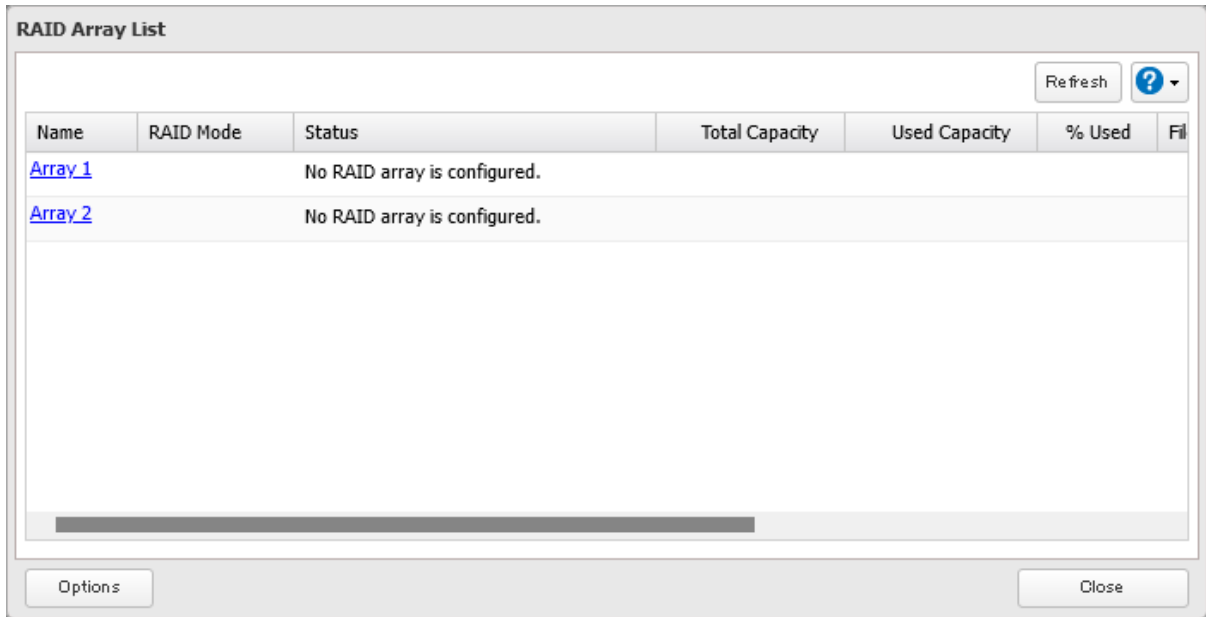 RAID Array List
Refresh ?
Name RAID Mode Status Total Capacity Used Capacity % Used Fil
Array 1 No RAID array is configured.
Array 2 No RAID array is configured.
Options Close